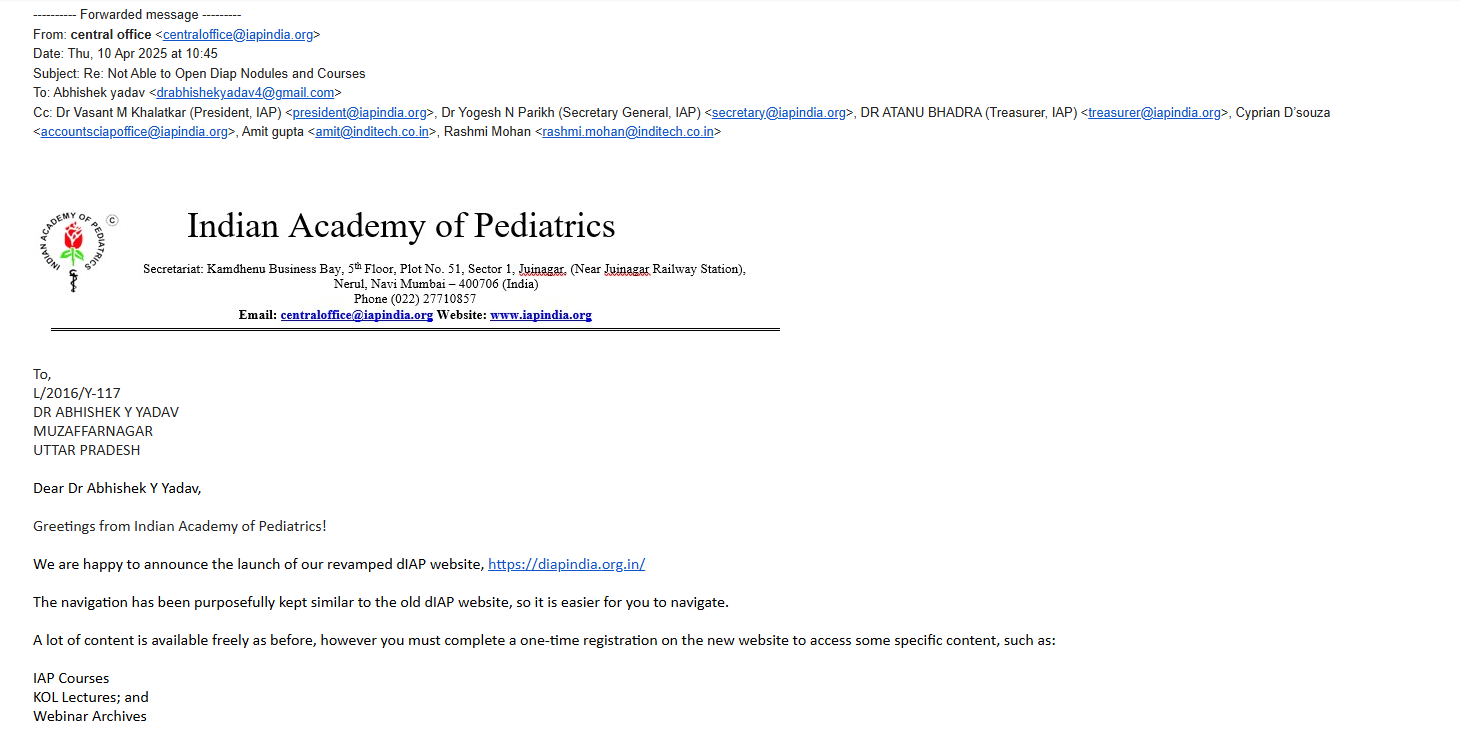 ---------- Forwarded message ---------
From: central office <centraloffice@iapindia.org>
Date: Thu, 10 Apr 2025 at 10:45
Subject: Re: Not Able to Open Diap Nodules and Courses
To: Abhishek yadav <drabhishekyadav4@gmail.com>
Cc: Dr Vasant M Khalatkar (President, IAP) <president@iapindia.org>, Dr Yogesh N Parikh (Secretary General, IAP) <secretary@iapindia.org>, DR ATANU BHADRA (Treasurer, IAP) <treasurer@iapindia.org>, Cyprian D'souza
<accountsciapoffice@iapindia.org>, Amit gupta <amit@inditech.co.in>, Rashmi Mohan <rashmi.mohan@inditech.co.in>
INDIAN ACADEMY OF PEDIATRICS
©
Indian Academy of Pediatrics
Secretariat: Kamdhenu Business Bay, 5th Floor, Plot No. 51, Sector 1, Juinagar, (Near Juinagar Railway Station),
Nerul, Navi Mumbai – 400706 (India)
Phone (022) 27710857
Email: centraloffice@iapindia.org Website: www.iapindia.org
To,
L/2016/Y-117
DR ABHISHEK Y YADAV
MUZAFFARNAGAR
UTTAR PRADESH
Dear Dr Abhishek Y Yadav,
Greetings from Indian Academy of Pediatrics!
We are happy to announce the launch of our revamped dIAP website, https://diapindia.org.in/
The navigation has been purposefully kept similar to the old dIAP website, so it is easier for you to navigate.
A lot of content is available freely as before, however you must complete a one-time registration on the new website to access some specific content, such as:
IAP Courses
KOL Lectures; and
Webinar Archives